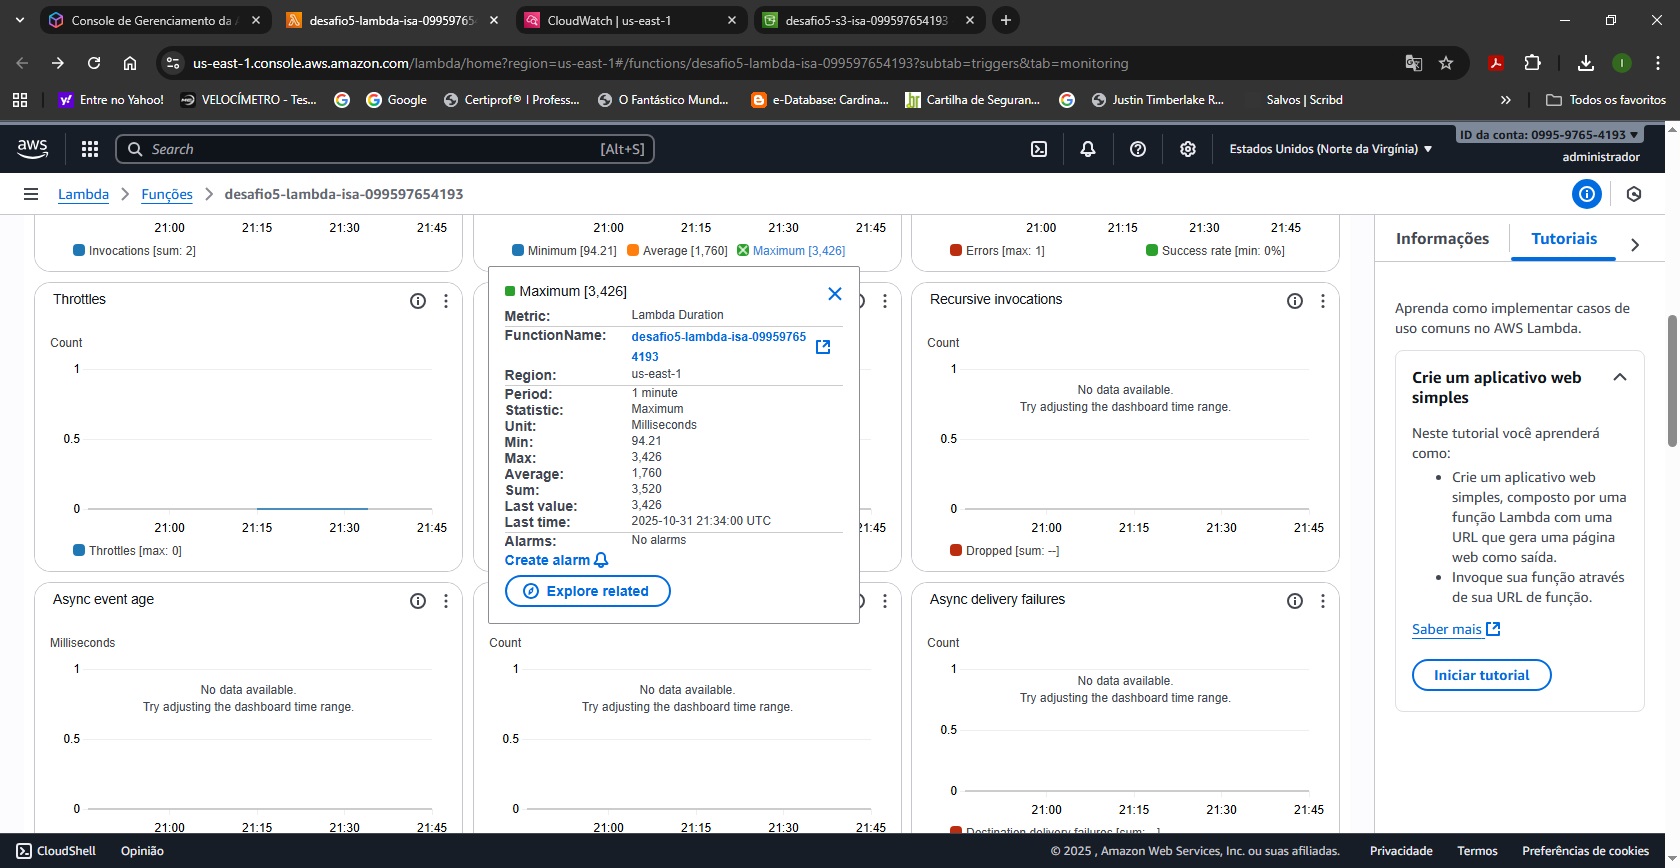 Console de Gerenciamento da A
desafio5-lambda-isa-09959765
CloudWatch | us-east-1
desafio5-s3-isa-099597654193
us-east-1.console.aws.amazon.com/lambda/home?region=us-east-1#/functions/desafio5-lambda-isa-099597654193?subtab=triggers&tab=monitoring
I
Entre no Yahoo!
VELOCÍMETRO - Tes...
Google
Certiprof® l Profess...
O Fantástico Mund...
e-Database: Cardina...
Cartilha de Seguran...
Justin Timberlake R...
Salvos | Scribd
Todos os favoritos
aws
Search
[Alt+S]
Estados Unidos (Norte da Virgínia)
ID da conta: 0995-9765-4193
administrador
Lambda
Funções
desafio5-lambda-isa-099597654193
21:00 21:15 21:30 21:45
Invocations [sum: 2]
21:00 21:15 21:30 21:45
Minimum [94.21] Average [1,760] Maximum [3,426]
21:00 21:15 21:30 21:45
Errors [max: 1] Success rate [min: 0%]
Throttles
Count
1
0.5
0
21:00 21:15 21:30 21:45
Throttles [max: 0]
Maximum [3,426]
Metric: Lambda Duration
FunctionName: desafio5-lambda-isa-09959765
4193
Region: us-east-1
Period: 1 minute
Statistic: Maximum
Unit: Milliseconds
Min: 94.21
Max: 3,426
Average: 1,760
Sum: 3,520
Last value: 3,426
Last time: 2025-10-31 21:34:00 UTC
Alarms: No alarms
Create alarm
Explore related
21:45
Recursive invocations
Count
1
No data available.
Try adjusting the dashboard time range.
0.5
0
21:00 21:15 21:30 21:45
Dropped [sum: --]
Async event age
Milliseconds
1
No data available.
Try adjusting the dashboard time range.
0.5
0
21:00 21:15 21:30 21:45
Count
1
No data available.
Try adjusting the dashboard time range.
0.5
0
21:00 21:15 21:30 21:45
Async delivery failures
Count
1
No data available.
Try adjusting the dashboard time range.
0.5
0
21:00 21:15 21:30 21:45
Destination delivery failures [sum: --]
Informações
Tutoriais
Aprenda como implementar casos de
uso comuns no AWS Lambda.
Crie um aplicativo web
simples
Neste tutorial você aprenderá
como:
Crie um aplicativo web
simples, composto por uma
função Lambda com uma
URL que gera uma página
web como saída.
Invoque sua função através
de sua URL de função.
Saber mais
Iniciar tutorial
CloudShell
Opinião
© 2025 , Amazon Web Services, Inc. ou suas afiliadas.
Privacidade
Termos
Preferências de cookies